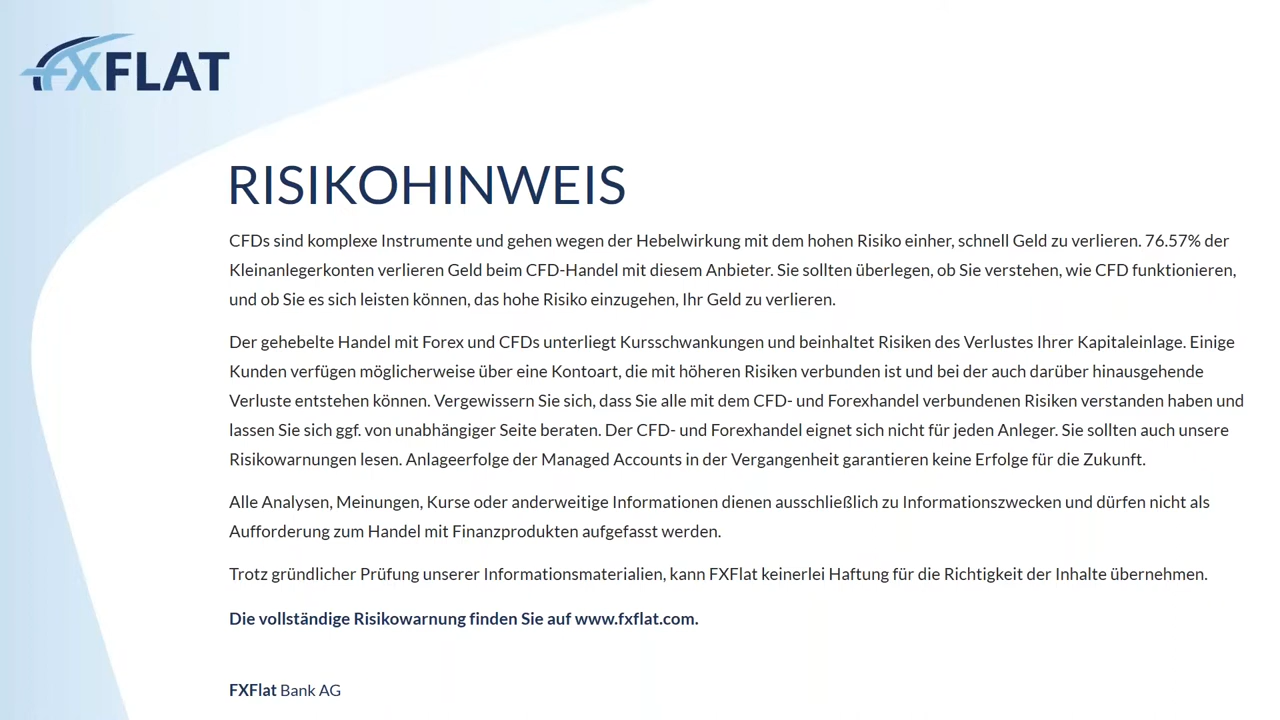 FXFLAT
RISIKOHINWEIS
CFDs sind komplexe Instrumente und gehen wegen der Hebelwirkung mit dem hohen Risiko einher, schnell Geld zu verlieren. 76.57% der
Kleinanlegerkonten verlieren Geld beim CFD-Handel mit diesem Anbieter. Sie sollten überlegen, ob Sie verstehen, wie CFD funktionieren,
und ob Sie es sich leisten können, das hohe Risiko einzugehen, Ihr Geld zu verlieren.
Der gehebelte Handel mit Forex und CFDs unterliegt Kursschwankungen und beinhaltet Risiken des Verlustes Ihrer Kapitaleinlage. Einige
Kunden verfügen möglicherweise über eine Kontoart, die mit höheren Risiken verbunden ist und bei der auch darüber hinausgehende
Verluste entstehen können. Vergewissern Sie sich, dass Sie alle mit dem CFD- und Forexhandel verbundenen Risiken verstanden haben und
lassen Sie sich ggf. von unabhängiger Seite beraten. Der CFD- und Forexhandel eignet sich nicht für jeden Anleger. Sie sollten auch unsere
Risikowarnungen lesen. Anlageerfolge der Managed Accounts in der Vergangenheit garantieren keine Erfolge für die Zukunft.
Alle Analysen, Meinungen, Kurse oder anderweitige Informationen dienen ausschließlich zu Informationszwecken und dürfen nicht als
Aufforderung zum Handel mit Finanzprodukten aufgefasst werden.
Trotz gründlicher Prüfung unserer Informationsmaterialien, kann FXFlat keinerlei Haftung für die Richtigkeit der Inhalte übernehmen.
Die vollständige Risikowarnung finden Sie auf www.fxflat.com.
FXFlat Bank AG